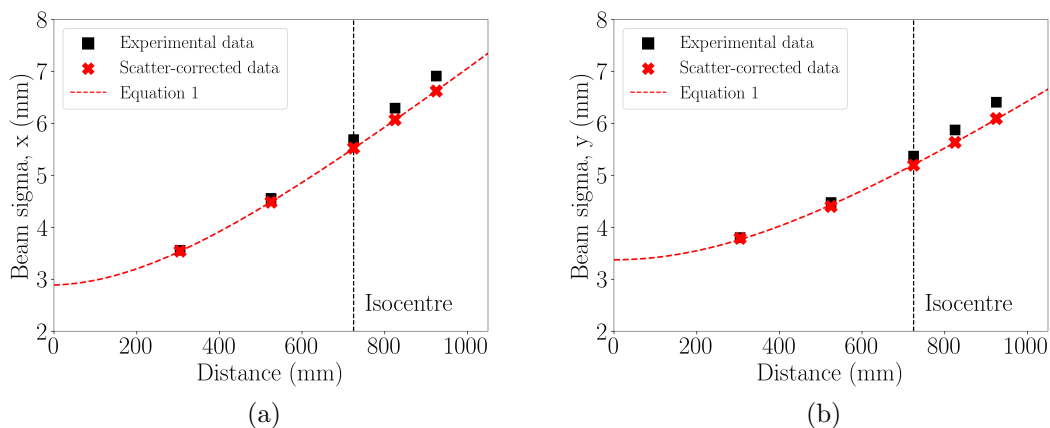 8
7
6
5
4
3
2
Beam sigma, x (mm)
Experimental data
Scatter-corrected data
Equation 1
Isocentre
0 200 400 600 800 1000
Distance (mm)
(a)
8
7
6
5
4
3
2
Beam sigma, y (mm)
Experimental data
Scatter-corrected data
Equation 1
Isocentre
0 200 400 600 800 1000
Distance (mm)
(b)